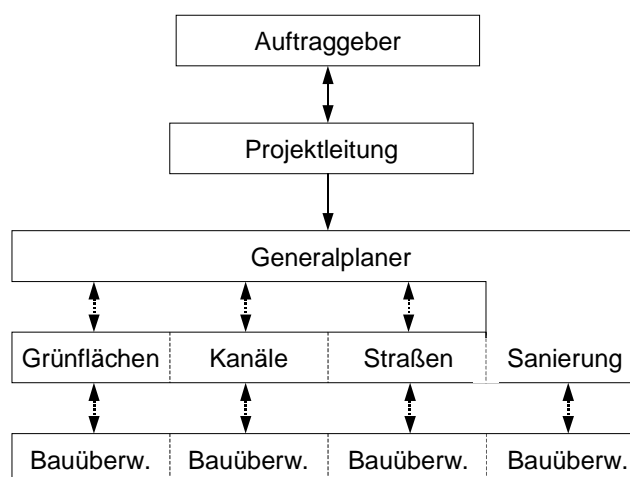 Auftraggeber
Projektleitung
Generalplaner
Grünflächen Kanäle Straßen Sanierung
Bauüberw. Bauüberw. Bauüberw. Bauüberw.